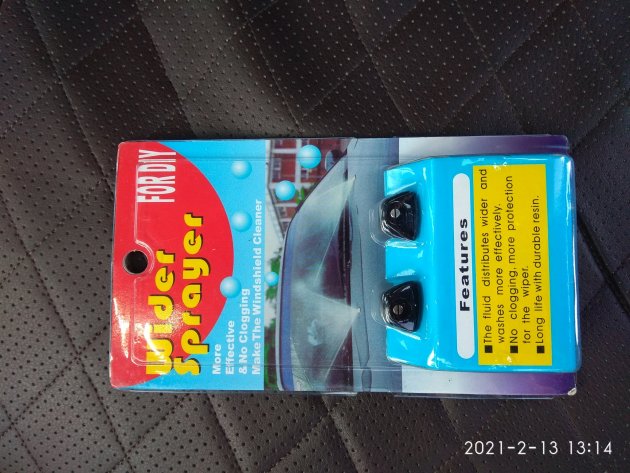 FOR DIY
Wider
Sprayer
More
Effective
& No Clogging
Make The Windshield Cleaner
Features
■The fluid distributes wider and
washes more effectively.
■No clogging, more protection
for the wiper.
■Long life with durable resin.
2021-2-13 13:14